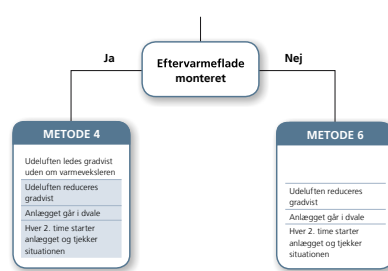 Ja
Eftervarmeflade
monteret
Nej
METODE 4
Udeluften ledes gradvist
uden om varmeveksleren
Udeluften reduceres
gradvist
Anlægget går i dvale
Hver 2. time starter
anlægget og tjekker
situationen
METODE 6
Udeluften reduceres
gradvist
Anlægget går i dvale
Hver 2. time starter
anlægget og tjekker
situationen